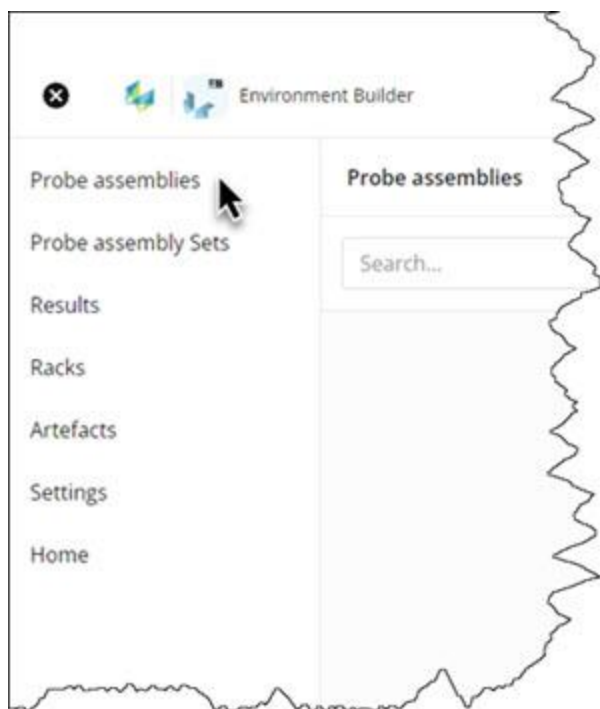 Environment Builder
Probe assemblies
Probe assembly Sets
Results
Racks
Artefacts
Settings
Home
Probe assemblies
Search...